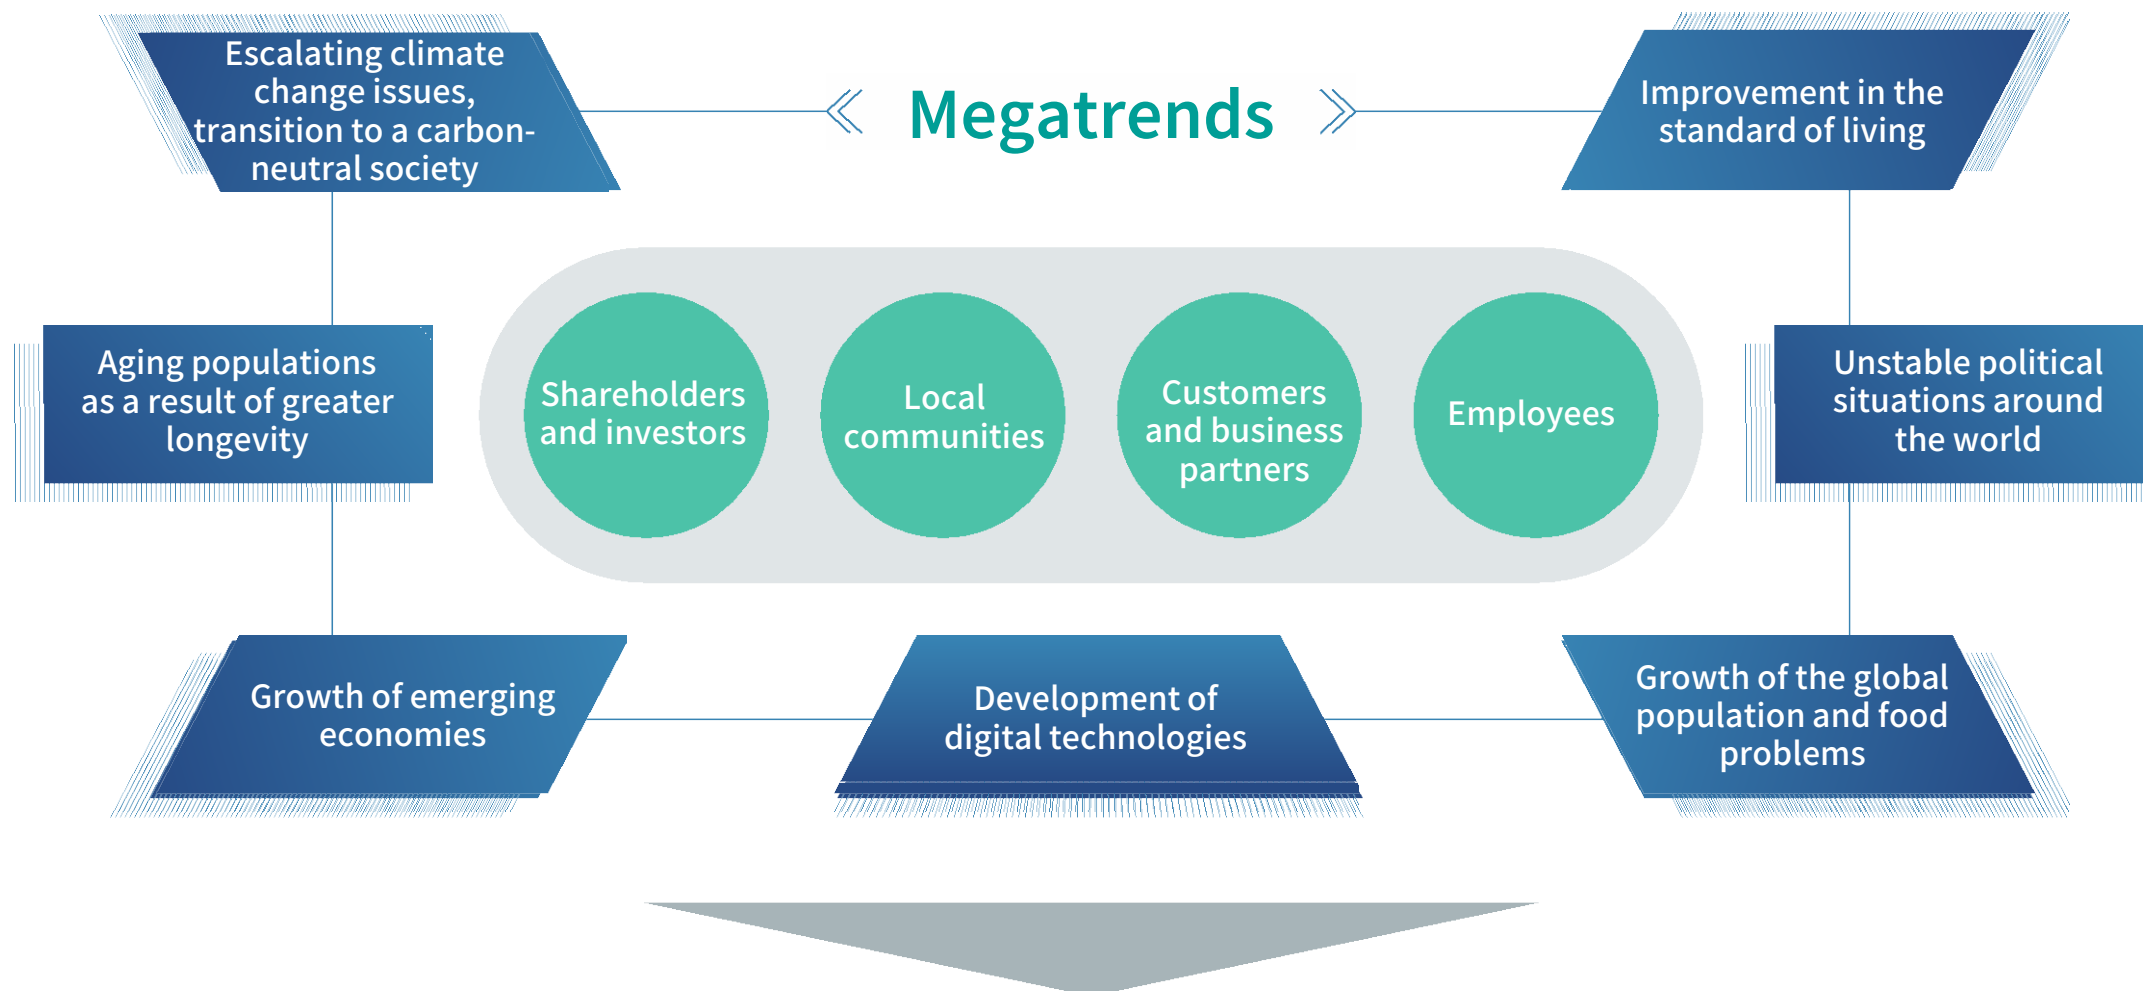 Escalating climate
change issues,
transition to a carbon-
neutral society
Megatrends
Improvement in the
standard of living
Aging populations
as a result of greater
longevity
Shareholders
and investors
Local
communities
Customers
and business
partners
Employees
Unstable political
situations around
the world
Growth of emerging
economies
Development of
digital technologies
Growth of the global
population and food
problems